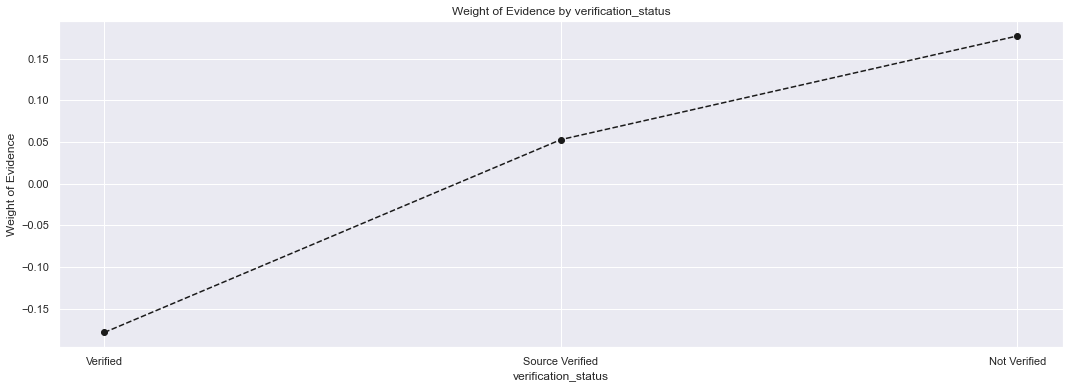 Weight of Evidence by verification_status
Weight of Evidence
0.15
0.10
0.05
0.00
−0.05
−0.10
−0.15
Verified
Source Verified
Not Verified
verification_status